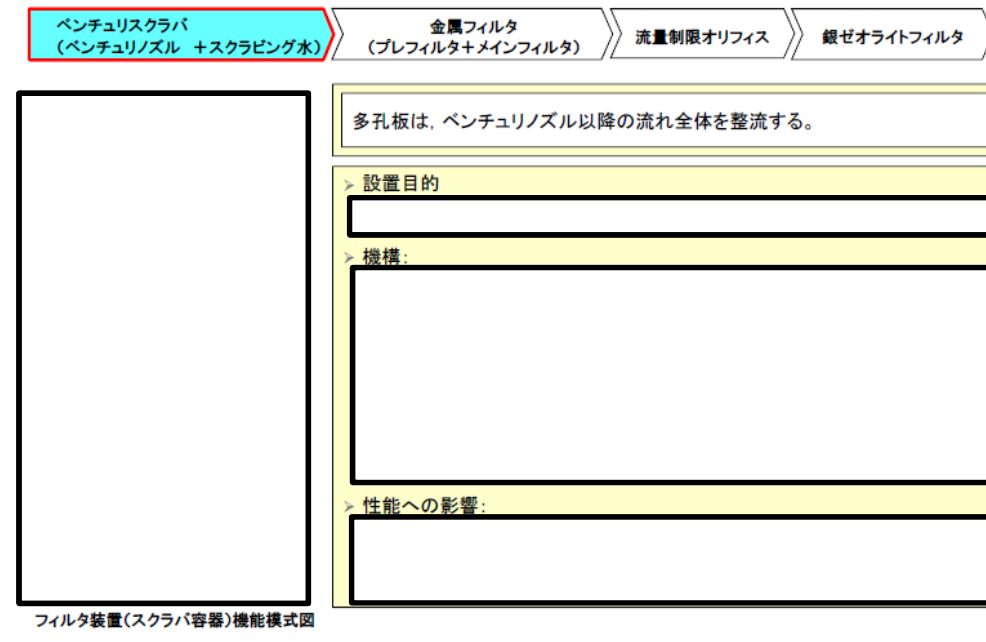 ベンチュリスクラバ
(ベンチュリノズル ＋スクラビング水)
金属フィルタ
(プレフィルタ＋メインフィルタ)
流量制限オリフィス
銀ゼオライトフィルタ
多孔板は，ベンチュリノズル以降の流れ全体を整流する。
➢ 設置目的
➢ 機構：
➢ 性能への影響：
フィルタ装置(スクラバ容器)機能模式図